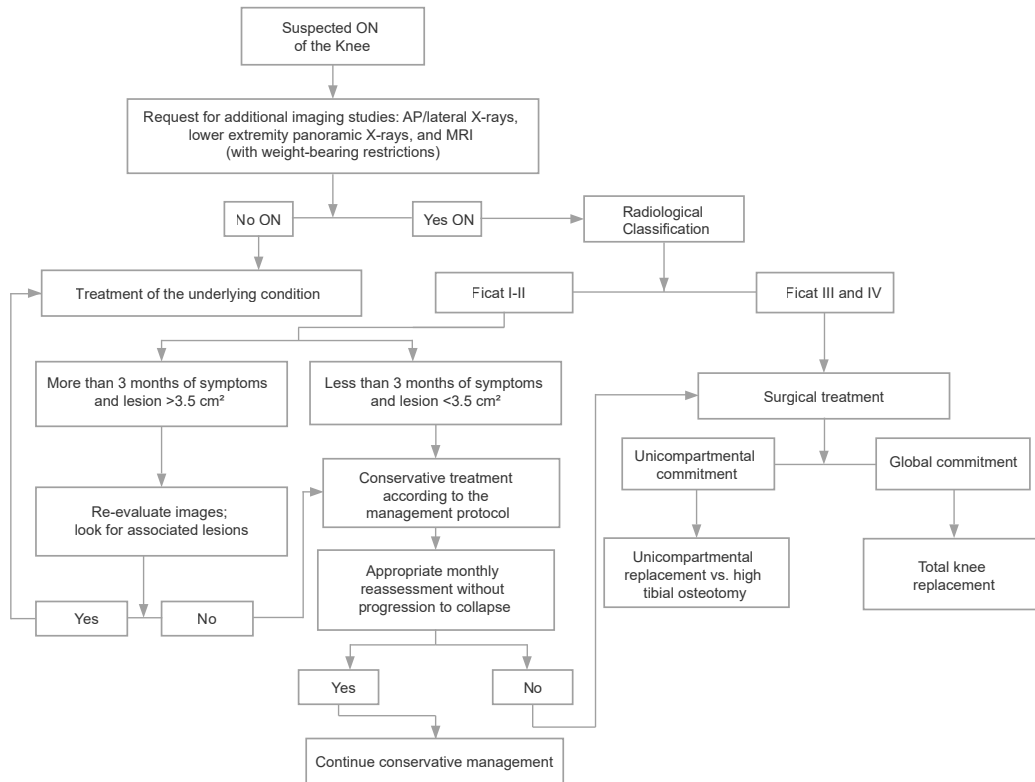 Suspected ON
of the Knee
Request for additional imaging studies: AP/lateral X-rays,
lower extremity panoramic X-rays, and MRI
(with weight-bearing restrictions)
No ON
Yes ON
Radiological
Classification
Treatment of the underlying condition
Ficat I-II
Ficat III and IV
More than 3 months of symptoms
and lesion >3.5 cm²
Less than 3 months of symptoms
and lesion <3.5 cm²
Surgical treatment
Unicompartmental
commitment
Global commitment
Re-evaluate images;
look for associated lesions
Conservative treatment
according to the
management protocol
Unicompartmental
replacement vs. high
tibial osteotomy
Total knee
replacement
Appropriate monthly
reassessment without
progression to collapse
Yes
No
Yes
No
Continue conservative management